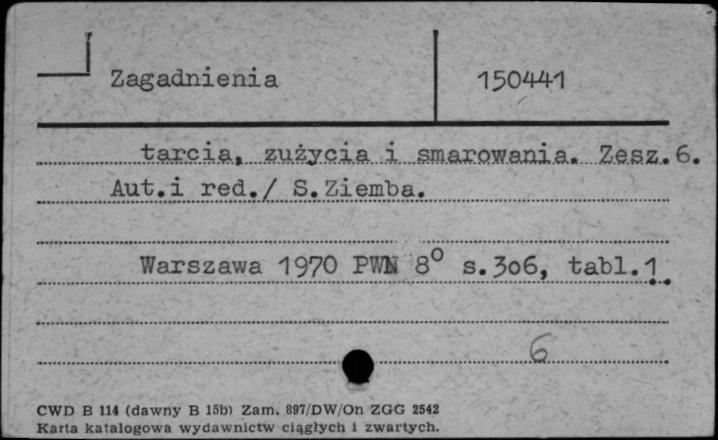 Zagadnienia 150441
tarcia, zużycia i smarowania. Zesz.6.
Aut.i red./ S.Ziemba.
Warszawa 1970 PWN 8° s.3o6, tabl.1.
6
CWD B 114 (dawny B 15b) Zam. 897/DW/On ZGG 2542
Karta katalogowa wydawnictw ciągłych i zwartych.